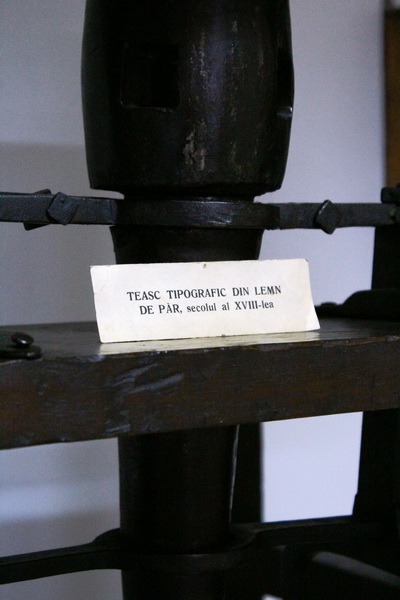 TEASC TIPOGRAFIC DIN LEMN
DE PĂR, secolul al XVIII-lea